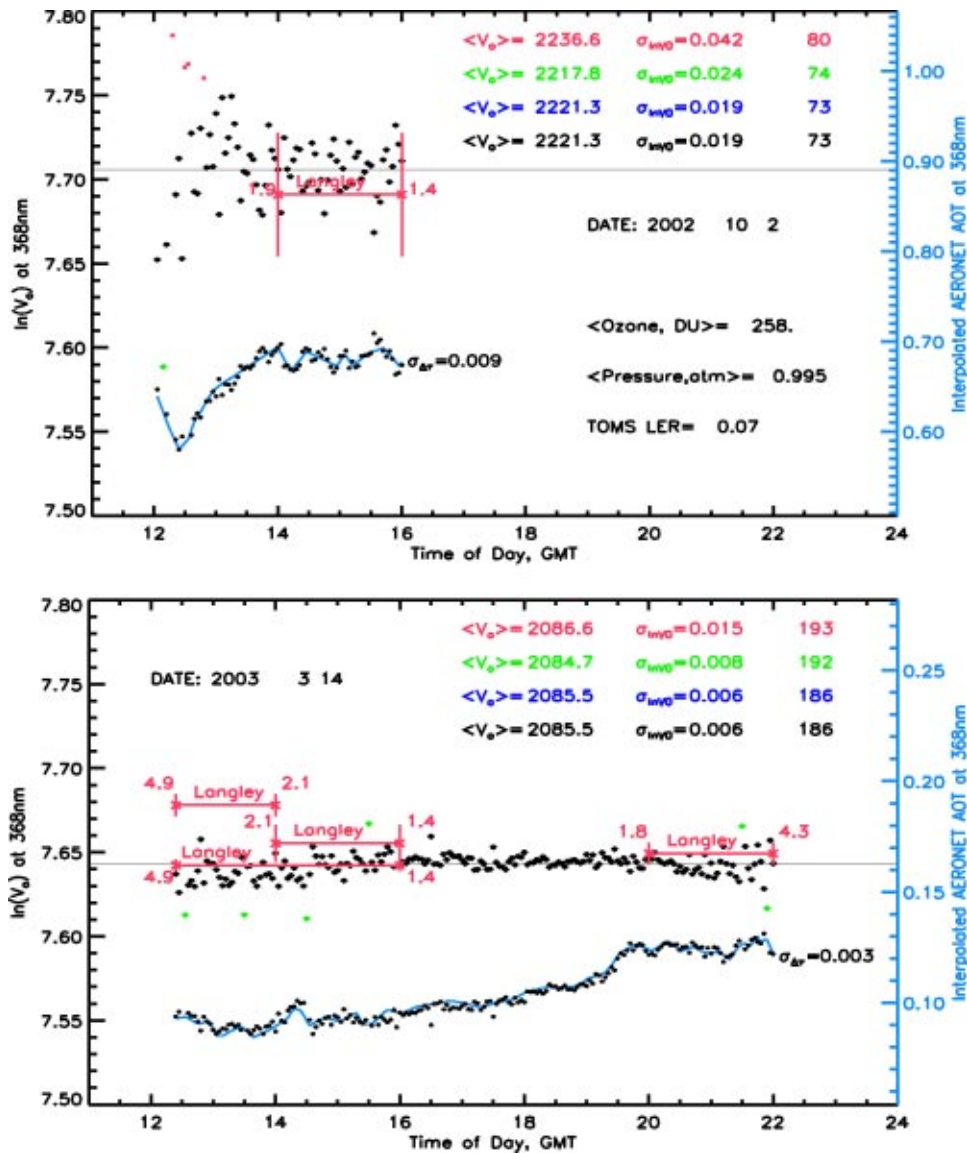 7.80
7.75
7.70
7.65
7.60
7.55
7.50
ln(V₀) at 368nm
<V₀>= 2236.6 σlnV0=0.042 80
<V₀>= 2217.8 σlnV0=0.024 74
<V₀>= 2221.3 σlnV0=0.019 73
<V₀>= 2221.3 σlnV0=0.019 73
1.9 Langley 1.4
DATE: 2002 10 2
<Ozone, DU>= 258.
<Pressure,atm>= 0.995
TOMS LER= 0.07
σΔτ=0.009
1.00
0.90
0.80
0.70
0.60
Interpolated AERONET AOT at 368nm
12 14 16 18 20 22 24
Time of Day, GMT
7.80
7.75
7.70
7.65
7.60
7.55
7.50
ln(V₀) at 368nm
<V₀>= 2086.6 σlnV0=0.015 193
<V₀>= 2084.7 σlnV0=0.008 192
<V₀>= 2085.5 σlnV0=0.006 186
<V₀>= 2085.5 σlnV0=0.006 186
DATE: 2003 3 14
4.9 Langley 2.1
2.1 Langley 1.4
4.9 Langley 1.4
1.8 Langley 4.3
σΔτ=0.003
0.25
0.20
0.15
0.10
Interpolated AERONET AOT at 368nm
12 14 16 18 20 22 24
Time of Day, GMT